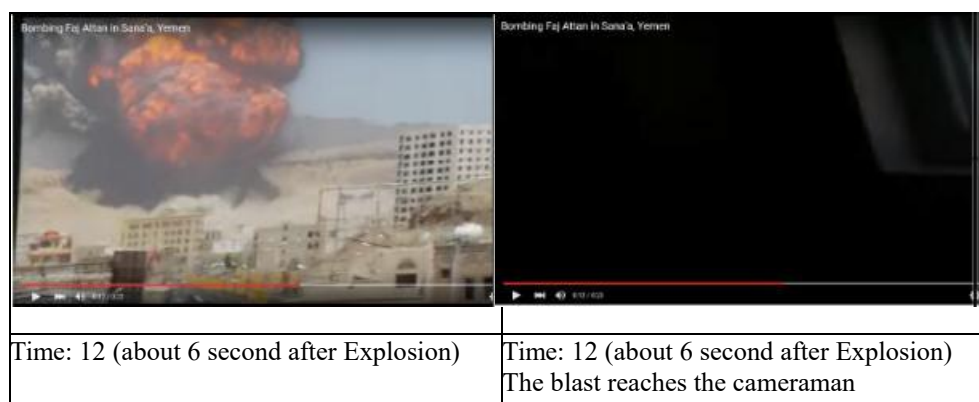 Bombing Faj Attan in Sana'a, Yemen
Bombing Faj Attan in Sana'a, Yemen
Time: 12 (about 6 second after Explosion)
Time: 12 (about 6 second after Explosion)
The blast reaches the cameraman